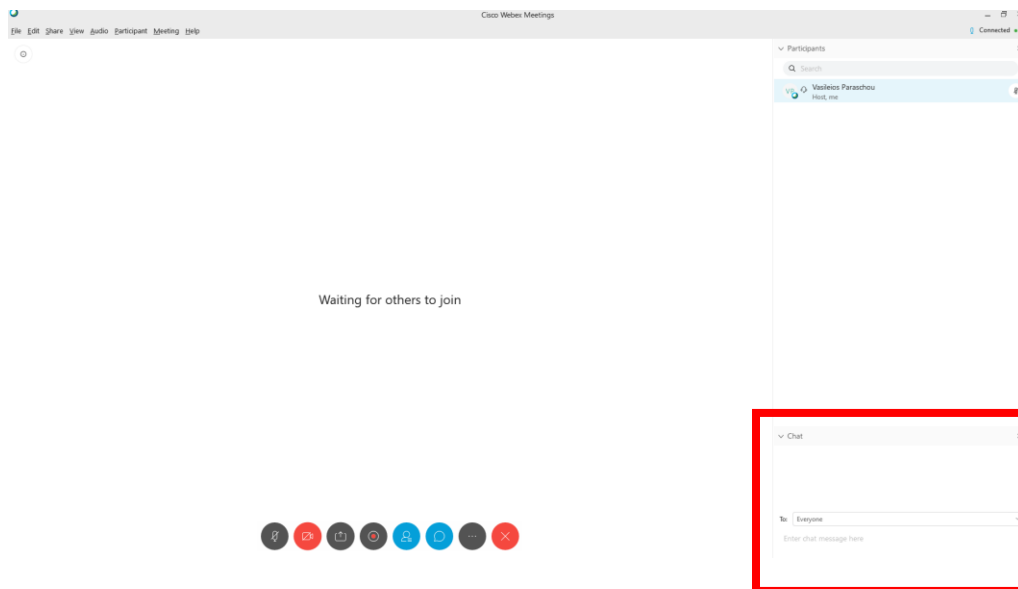 Cisco Webex Meetings
File Edit Share View Audio Participant Meeting Help
Connected
Participants
Search
Vasileios Paraschou
Host, me
Waiting for others to join
Chat
To: Everyone
Enter chat message here